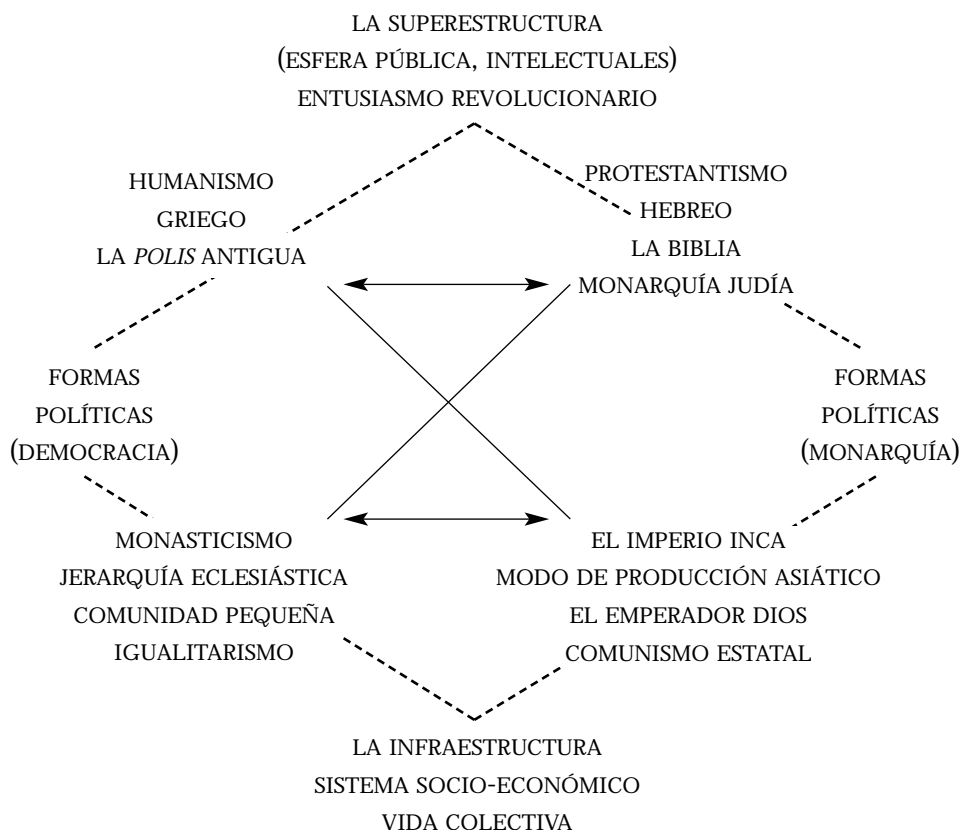 LA SUPERESTRUCTURA
(ESFERA PÚBLICA, INTELECTUALES)
ENTUSIASMO REVOLUCIONARIO
HUMANISMO
GRIEGO
LA POLIS ANTIGUA
PROTESTANTISMO
HEBREO
LA BIBLIA
MONARQUÍA JUDÍA
FORMAS
POLÍTICAS
(DEMOCRACIA)
FORMAS
POLÍTICAS
(MONARQUÍA)
MONASTICISMO
JERARQUÍA ECLESIÁSTICA
COMUNIDAD PEQUEÑA
IGUALITARISMO
EL IMPERIO INCA
MODO DE PRODUCCIÓN ASIÁTICO
EL EMPERADOR DIOS
COMUNISMO ESTATAL
LA INFRAESTRUCTURA
SISTEMA SOCIO-ECONÓMICO
VIDA COLECTIVA